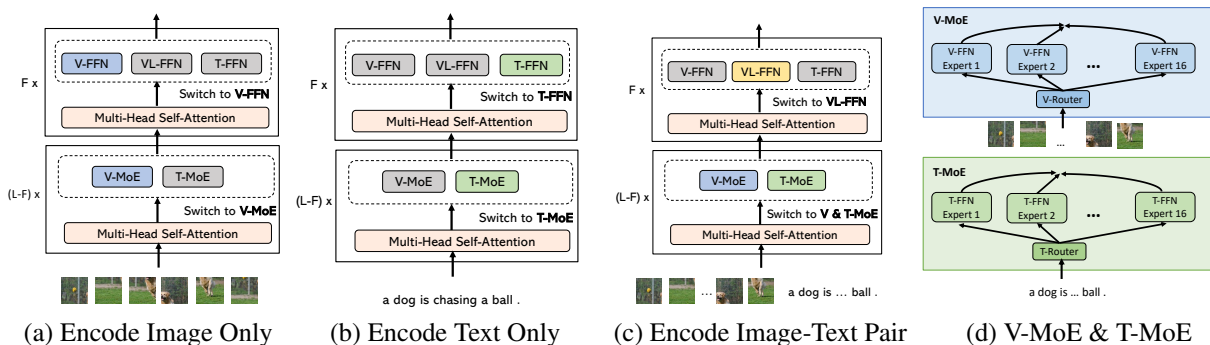 V-FFN VL-FFN T-FFN
F x
Switch to V-FFN
Multi-Head Self-Attention
V-MoE T-MoE
(L-F) x
Switch to V-MoE
Multi-Head Self-Attention
(a) Encode Image Only
V-FFN VL-FFN T-FFN
F x
Switch to T-FFN
Multi-Head Self-Attention
V-MoE T-MoE
(L-F) x
Switch to T-MoE
Multi-Head Self-Attention
a dog is chasing a ball .
(b) Encode Text Only
V-FFN VL-FFN T-FFN
F x
Switch to VL-FFN
Multi-Head Self-Attention
V-MoE T-MoE
(L-F) x
Switch to V & T-MoE
Multi-Head Self-Attention
... a dog is ... ball .
(c) Encode Image-Text Pair
V-MoE
V-FFN Expert 1
V-FFN Expert 2
...
V-FFN Expert 16
V-Router
...
T-MoE
T-FFN Expert 1
T-FFN Expert 2
...
T-FFN Expert 16
T-Router
a dog is ... ball .
(d) V-MoE & T-MoE